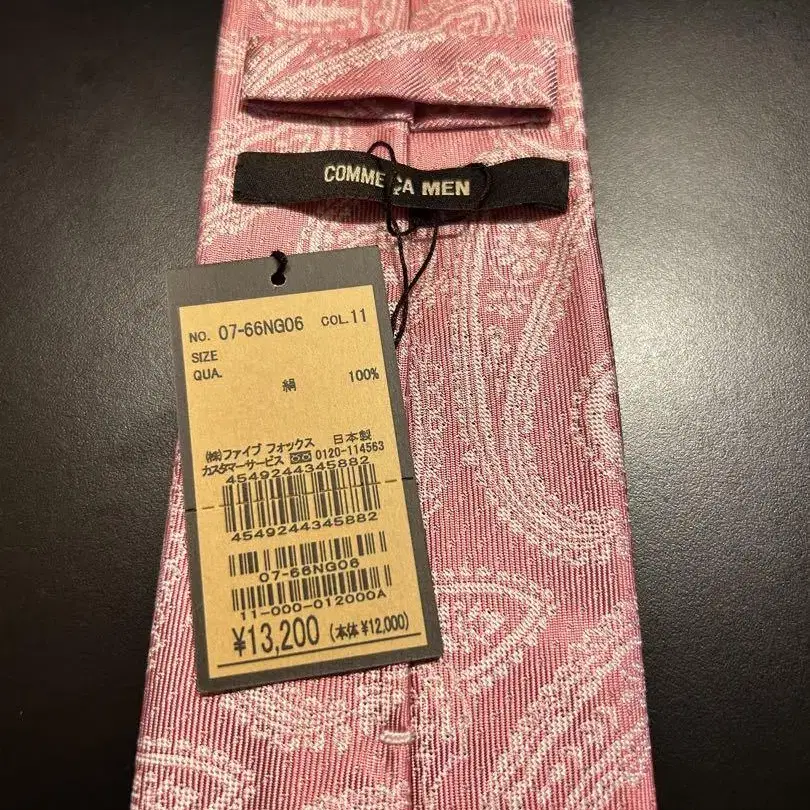 COMME ÇA MEN
NO. 07-66NG06 COL.11
SIZE
QUA.
絹 100%
(株)ファイブ フォックス 日本製
カスタマーサービス 0120-114563
4549244345882
4549244345882
07-66NG06
11-000-012000A
¥13,200 (本体¥12,000)